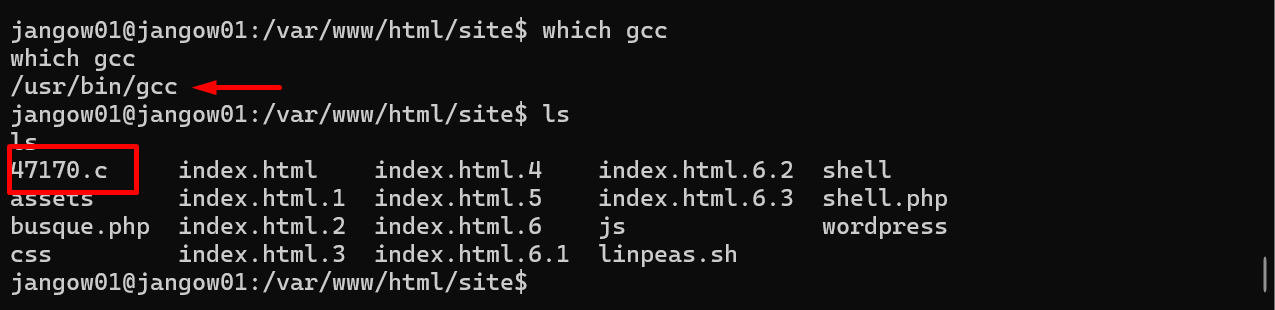 jangow01@jangow01:/var/www/html/site$ which gcc
which gcc
/usr/bin/gcc
jangow01@jangow01:/var/www/html/site$ ls
ls
47170.c index.html index.html.4 index.html.6.2 shell
assets index.html.1 index.html.5 index.html.6.3 shell.php
busque.php index.html.2 index.html.6 js wordpress
css index.html.3 index.html.6.1 linpeas.sh
jangow01@jangow01:/var/www/html/site$